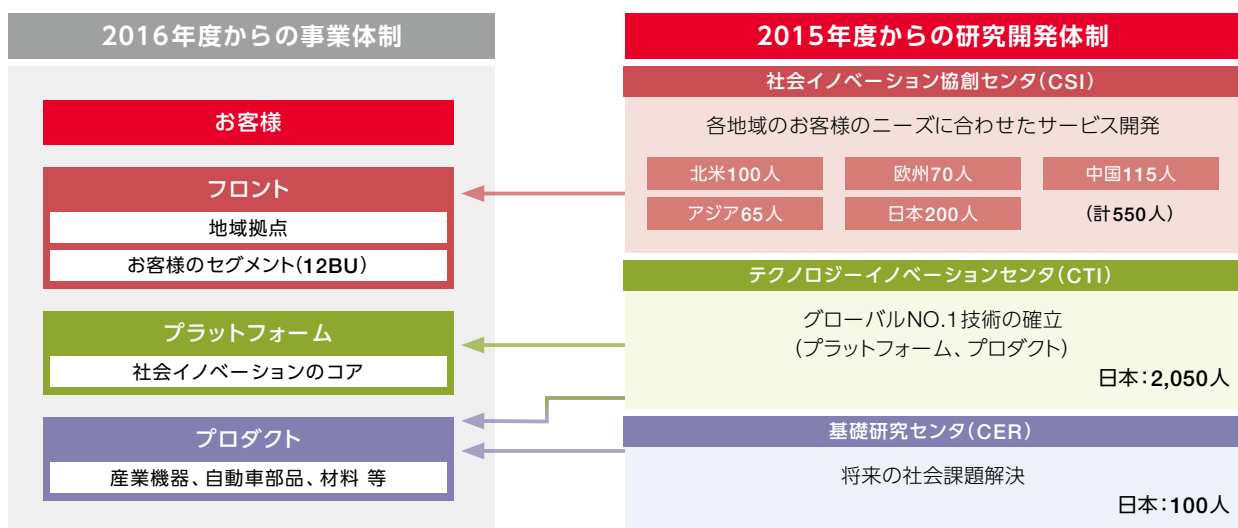 2016年度からの事業体制
お客様
フロント
地域拠点
お客様のセグメント(12BU)
プラットフォーム
社会イノベーションのコア
プロダクト
産業機器、自動車部品、材料 等
2015年度からの研究開発体制
社会イノベーション協創センタ(CSI)
各地域のお客様のニーズに合わせたサービス開発
北米100人
欧州70人
中国115人
アジア65人
日本200人
(計550人)
テクノロジーイノベーションセンタ(CTI)
グローバルNO.1技術の確立
(プラットフォーム、プロダクト)
日本:2,050人
基礎研究センタ(CER)
将来の社会課題解決
日本:100人